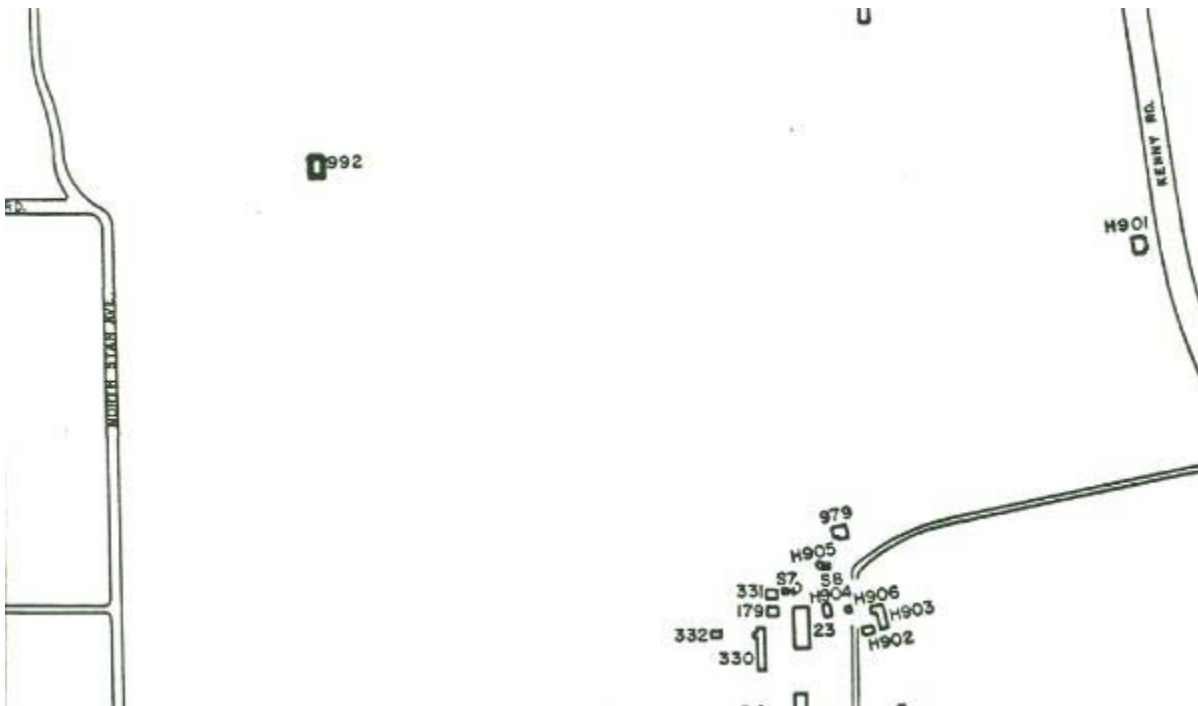 992
KENNY RD.
H901
RD.
NORTH STAR AVE.
979
H905
S7
S8
331
H904
H906
179
H903
332
23
H902
330